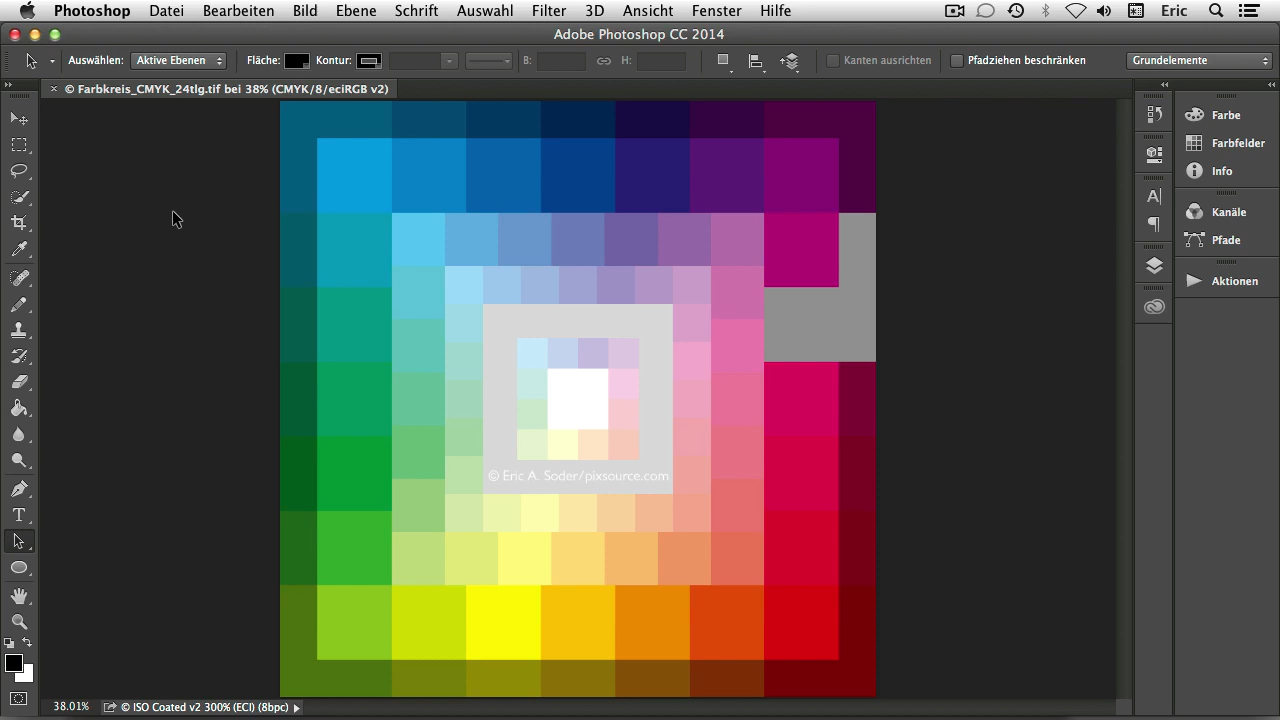 Photoshop Datei Bearbeiten Bild Ebene Schrift Auswahl Filter 3D Ansicht Fenster Hilfe Eric
Adobe Photoshop CC 2014
Auswählen: Aktive Ebenen Fläche: Kontur: B: H: Kanten ausrichten Pfadziehen beschränken Grundelemente
× © Farbkreis_CMYK_24tlg.tif bei 38% (CMYK/8/eciRGB v2)
Farbe
Farbfelder
Info
Kanäle
Pfade
Aktionen
© Eric A. Soder/pixsource.com
38.01% © ISO Coated v2 300% (ECI) (8bpc)